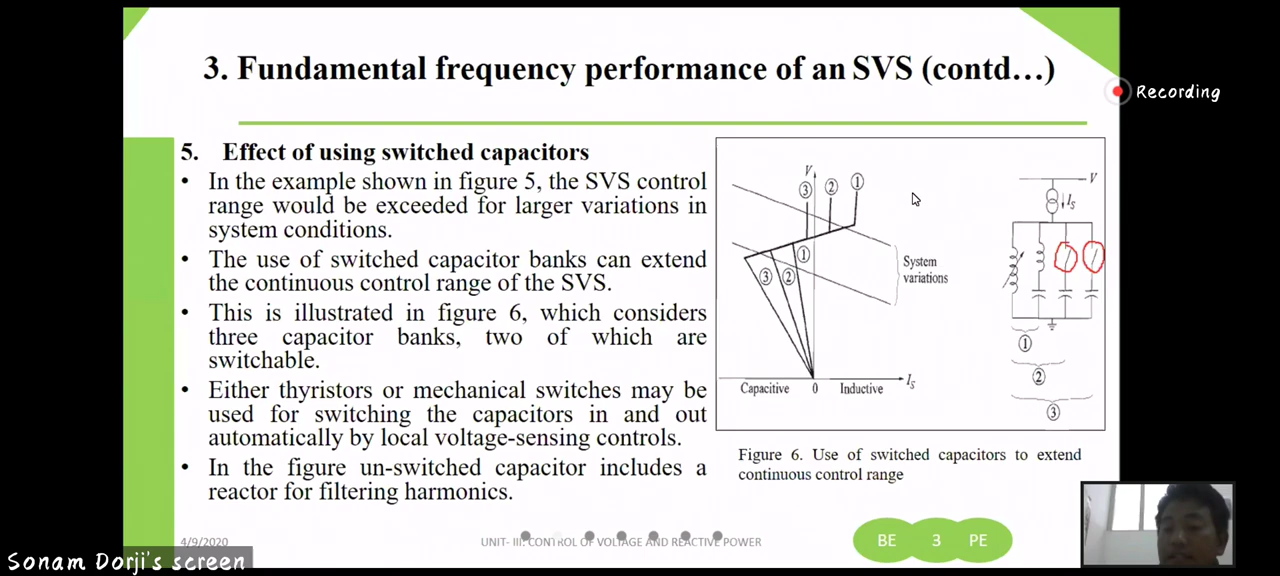 3. Fundamental frequency performance of an SVS (contd…)
Recording
5. Effect of using switched capacitors
• In the example shown in figure 5, the SVS control
range would be exceeded for larger variations in
system conditions.
• The use of switched capacitor banks can extend
the continuous control range of the SVS.
• This is illustrated in figure 6, which considers
three capacitor banks, two of which are
switchable.
• Either thyristors or mechanical switches may be
used for switching the capacitors in and out
automatically by local voltage-sensing controls.
• In the figure un-switched capacitor includes a
reactor for filtering harmonics.
V
③ ② ①
①
③ ②
System
variations
Capacitive 0 Inductive
I_S
V
I_S
①
②
③
Figure 6. Use of switched capacitors to extend
continuous control range
4/9/2020
UNIT- III: CONTROL OF VOLTAGE AND REACTIVE POWER
BE 3 PE
Sonam Dorji's screen